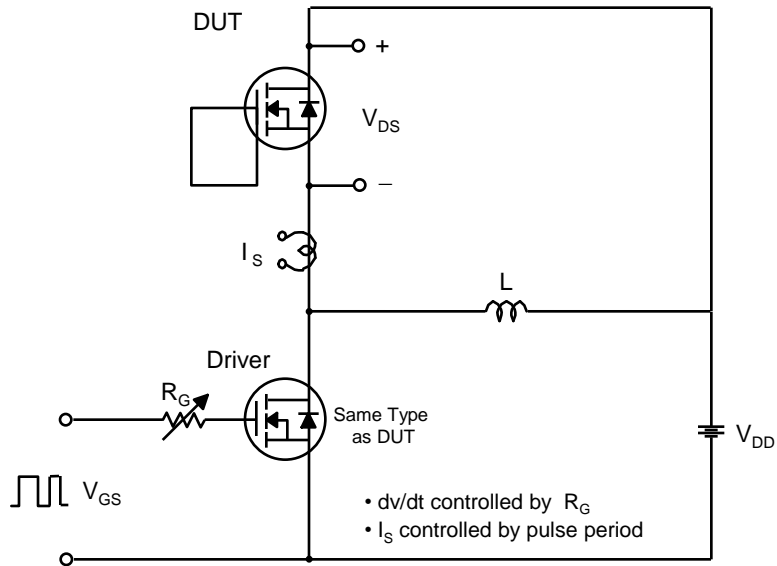 DUT
+
V_DS
−
I_S
L
Driver
R_G
Same Type
as DUT
V_DD
V_GS
• dv/dt controlled by R_G
• I_S controlled by pulse period